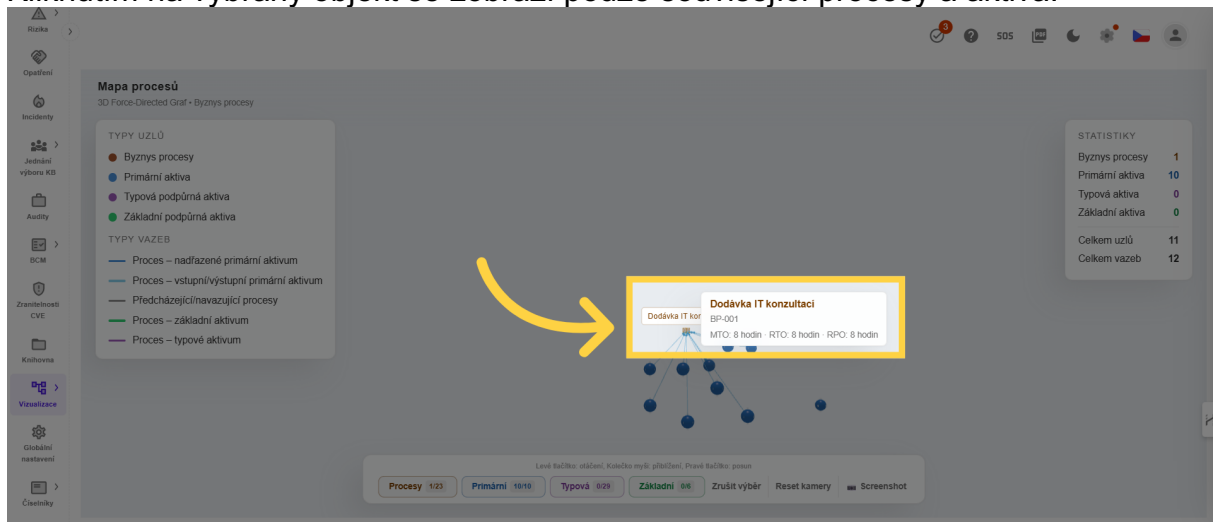 Kliknutím na vybraný objekt se zobrazí pouze související procesy a aktiva.
Rizika
3
SOS
PDF
Opatření
Mapa procesů
3D Force-Directed Graf • Byznys procesy
Incidenty
TYPY UZLŮ
Byznys procesy
Primární aktiva
Typová podpůrná aktiva
Základní podpůrná aktiva
TYPY VAZEB
Proces – nadřazené primární aktivum
Proces – vstupní/výstupní primární aktivum
Předcházející/navazující procesy
Proces – základní aktivum
Proces – typové aktivum
STATISTIKY
Byznys procesy 1
Primární aktiva 10
Typová aktiva 0
Základní aktiva 0
Celkem uzlů 11
Celkem vazeb 12
Jednání
výboru KB
Audity
BCM
Zranitelnosti
CVE
Knihovna
Vizualizace
Globální
nastavení
Číselníky
Dodávka IT kon
Dodávka IT konzultací
BP-001
MTO: 8 hodin · RTO: 8 hodin · RPO: 8 hodin
Levé tlačítko: otáčení, Kolečko myši: přiblížení, Pravé tlačítko: posun
Procesy 1/23 Primární 10/10 Typová 0/29 Základní 0/6 Zrušit výběr Reset kamery Screenshot